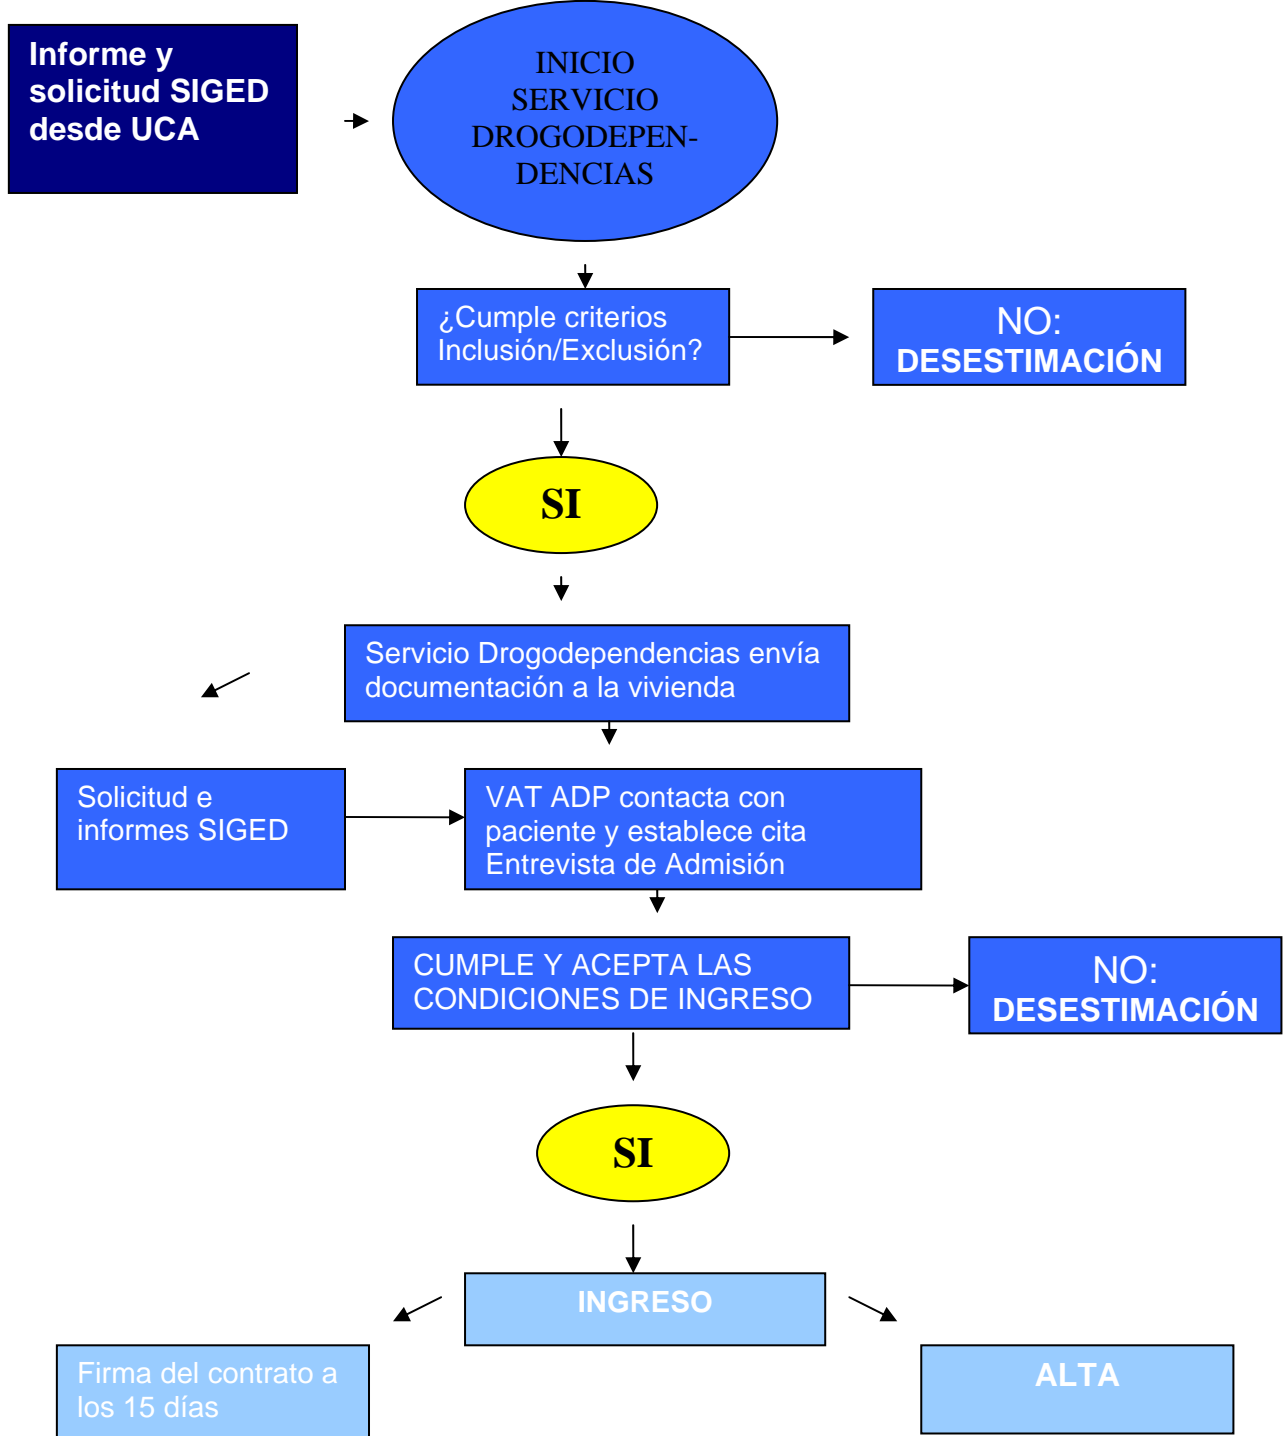 Informe y
solicitud SIGED
desde UCA
INICIO
SERVICIO
DROGODEPEN-
DENCIAS
¿Cumple criterios
Inclusión/Exclusión?
NO:
DESESTIMACIÓN
SI
Servicio Drogodependencias envía
documentación a la vivienda
Solicitud e
informes SIGED
VAT ADP contacta con
paciente y establece cita
Entrevista de Admisión
CUMPLE Y ACEPTA LAS
CONDICIONES DE INGRESO
NO:
DESESTIMACIÓN
SI
INGRESO
Firma del contrato a
los 15 días
ALTA